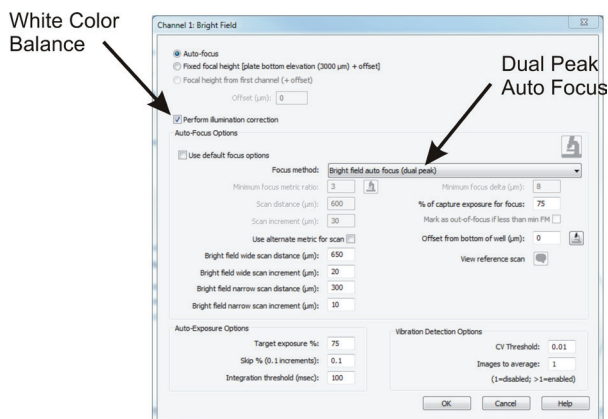 White Color
Balance
Channel 1: Bright Field
Auto-focus
Fixed focal height [plate bottom elevation (3000 µm) + offset]
Focal height from first channel (+ offset)
Dual Peak
Auto Focus
Offset (µm): 0
Perform illumination correction
Auto-Focus Options
Use default focus options
Focus method: Bright field auto focus (dual peak)
Minimum focus metric ratio: 3 Minimum focus delta (µm): 8
Scan distance (µm): 600 % of capture exposure for focus: 75
Scan increment (µm): 30 Mark as out-of-focus if less than min FM
Use alternate metric for scan Offset from bottom of well (µm): 0
Bright field wide scan distance (µm): 650 View reference scan
Bright field wide scan increment (µm): 20
Bright field narrow scan distance (µm): 300
Bright field narrow scan increment (µm): 10
Auto-Exposure Options Vibration Detection Options
Target exposure %: 75 CV Threshold: 0.01
Skip % (0.1 increments): 0.1 Images to average: 1
Integration threshold (msec): 100 (1=disabled; >1=enabled)
OK Cancel Help